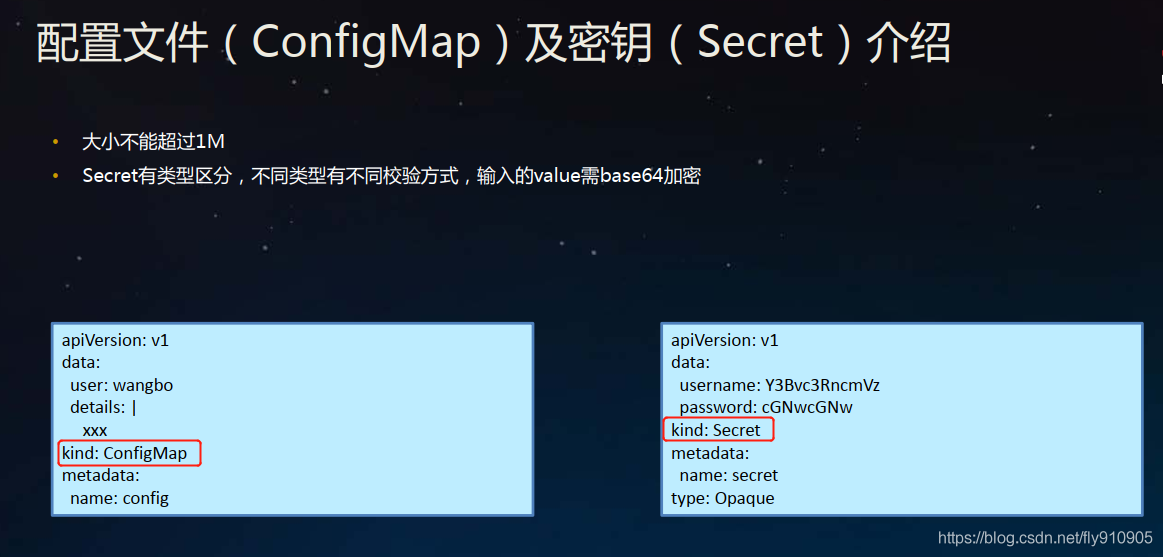 配置文件（ConfigMap）及密钥（Secret）介绍
• 大小不能超过1M
• Secret有类型区分，不同类型有不同校验方式，输入的value需base64加密
apiVersion: v1
data:
  user: wangbo
  details: |
    xxx
kind: ConfigMap
metadata:
  name: config
apiVersion: v1
data:
  username: Y3Bvc3RncmVz
  password: cGNwcGNw
kind: Secret
metadata:
  name: secret
type: Opaque
https://blog.csdn.net/fly910905